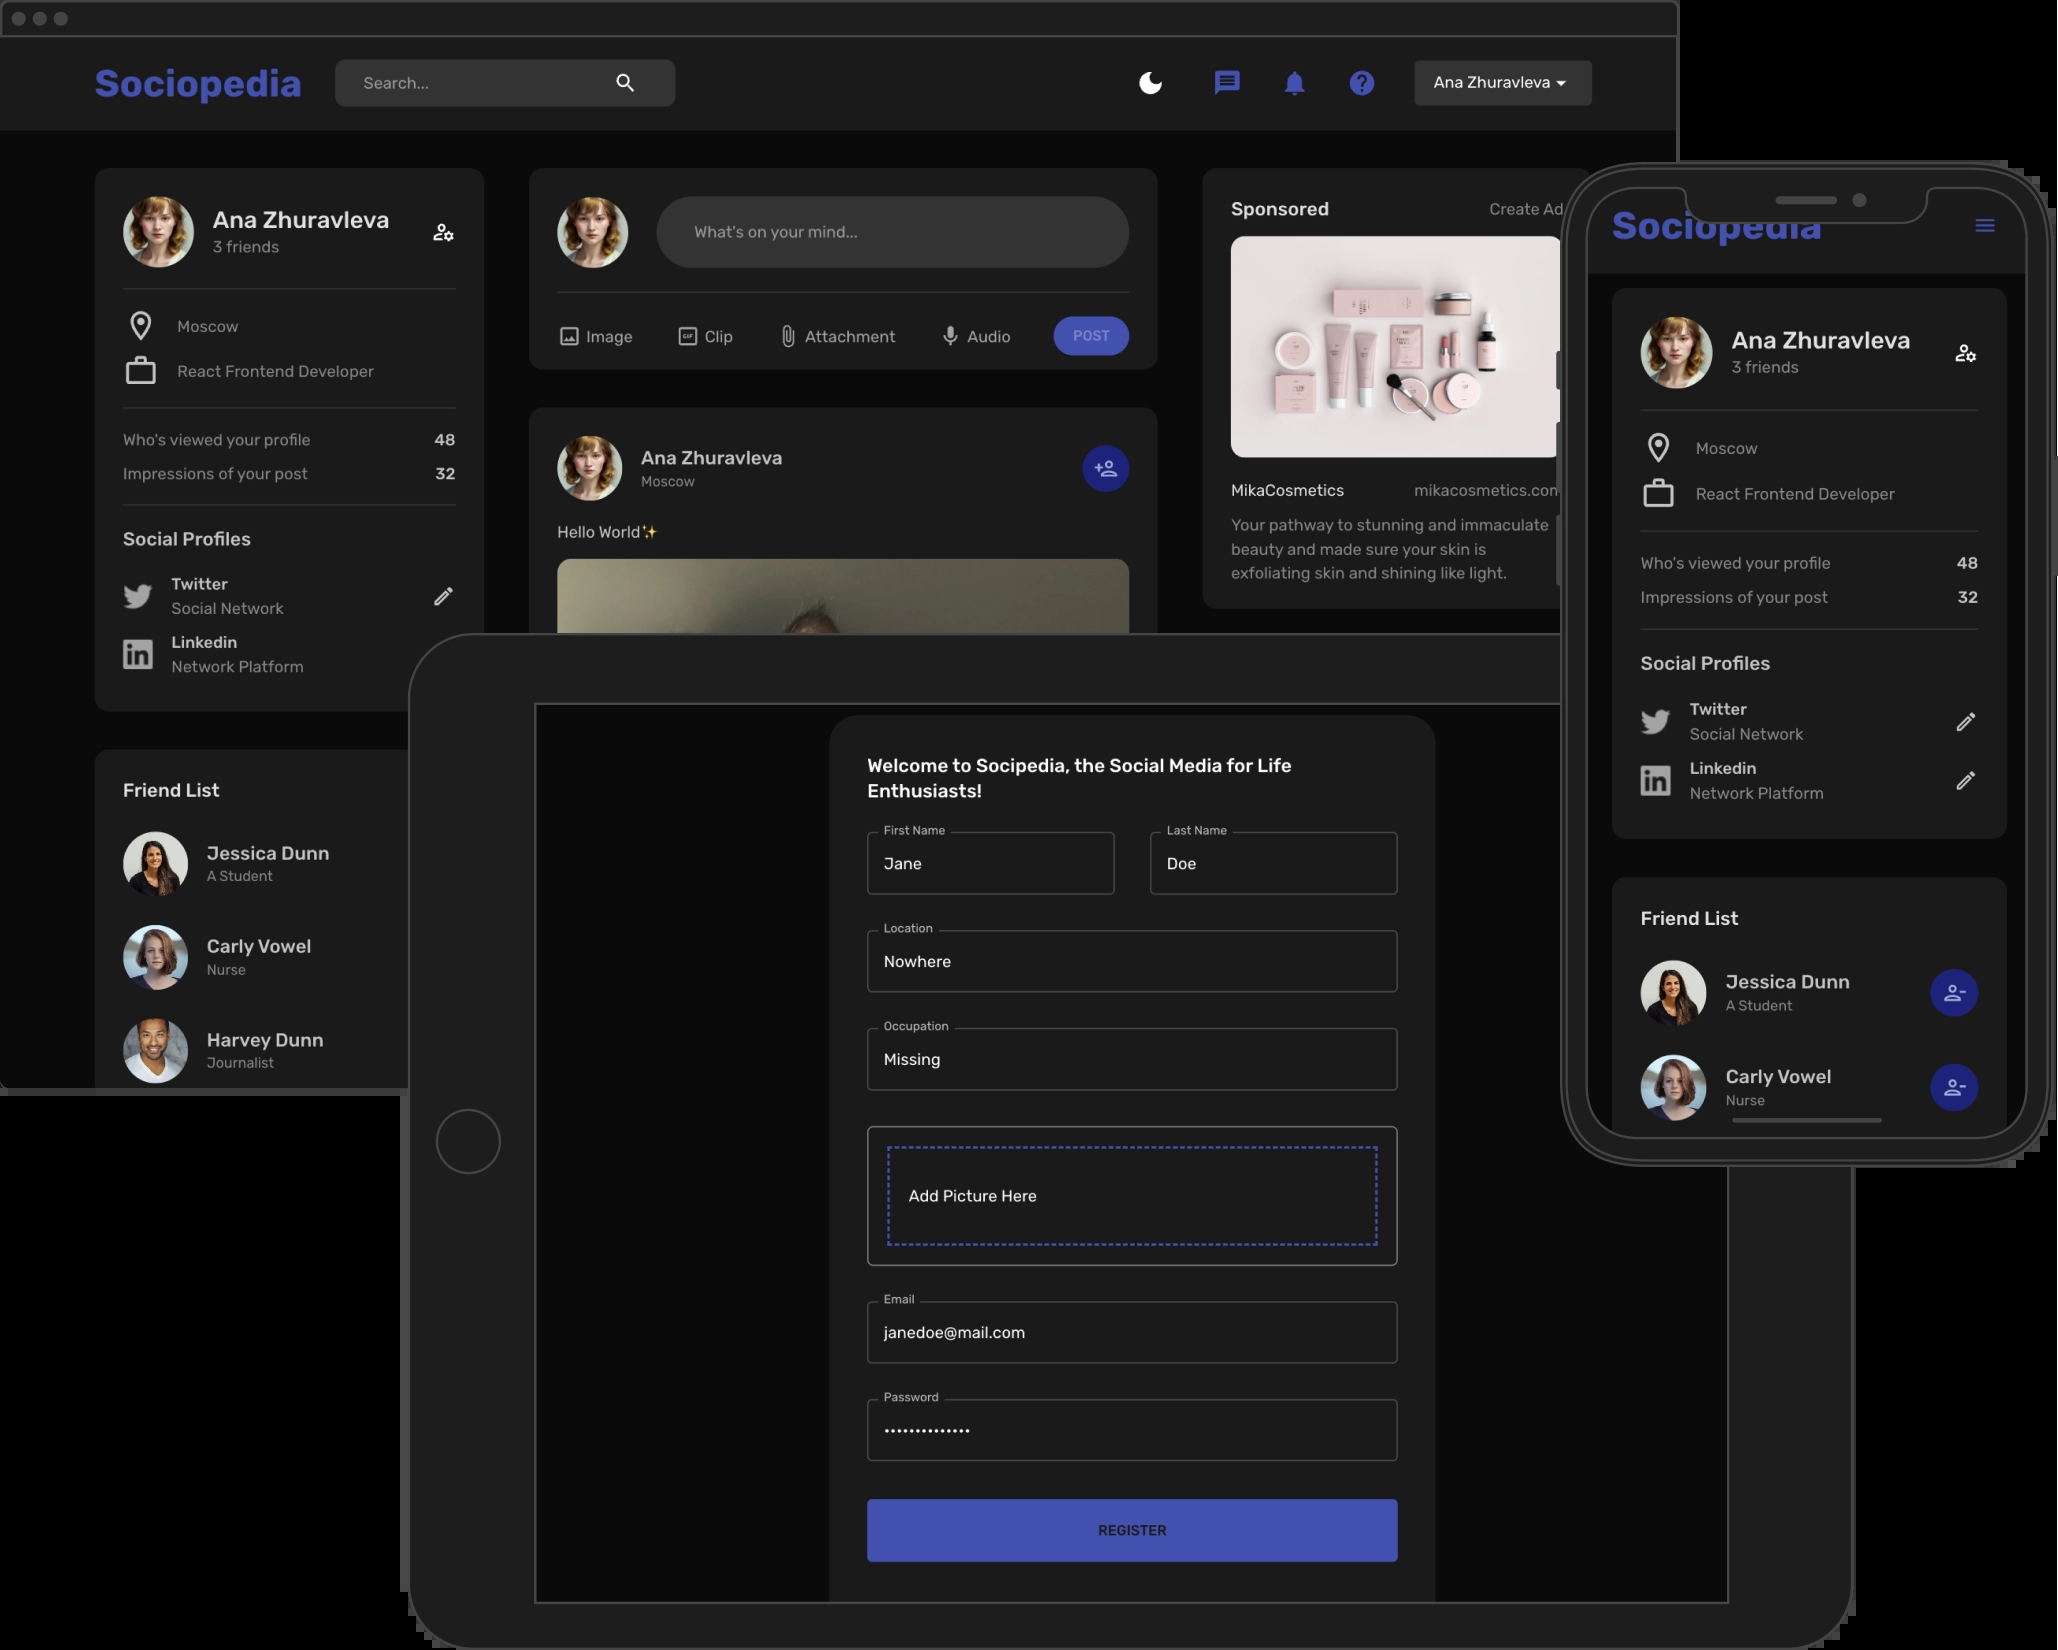 Sociopedia
Search...
Ana Zhuravleva
Ana Zhuravleva
3 friends
Moscow
React Frontend Developer
Who's viewed your profile 48
Impressions of your post 32
Social Profiles
Twitter
Social Network
Linkedin
Network Platform
Friend List
Jessica Dunn
A Student
Carly Vowel
Nurse
Harvey Dunn
Journalist
What's on your mind...
Image
GIF Clip
Attachment
Audio
POST
Ana Zhuravleva
Moscow
Hello World✨
Sponsored
Create Ad
MikaCosmetics mikacosmetics.com
Your pathway to stunning and immaculate
beauty and made sure your skin is
exfoliating skin and shining like light.
Welcome to Socipedia, the Social Media for Life
Enthusiasts!
First Name
Jane
Last Name
Doe
Location
Nowhere
Occupation
Missing
Add Picture Here
Email
janedoe@mail.com
Password
••••••••••••••
REGISTER
Sociopedia
Ana Zhuravleva
3 friends
Moscow
React Frontend Developer
Who's viewed your profile 48
Impressions of your post 32
Social Profiles
Twitter
Social Network
Linkedin
Network Platform
Friend List
Jessica Dunn
A Student
Carly Vowel
Nurse